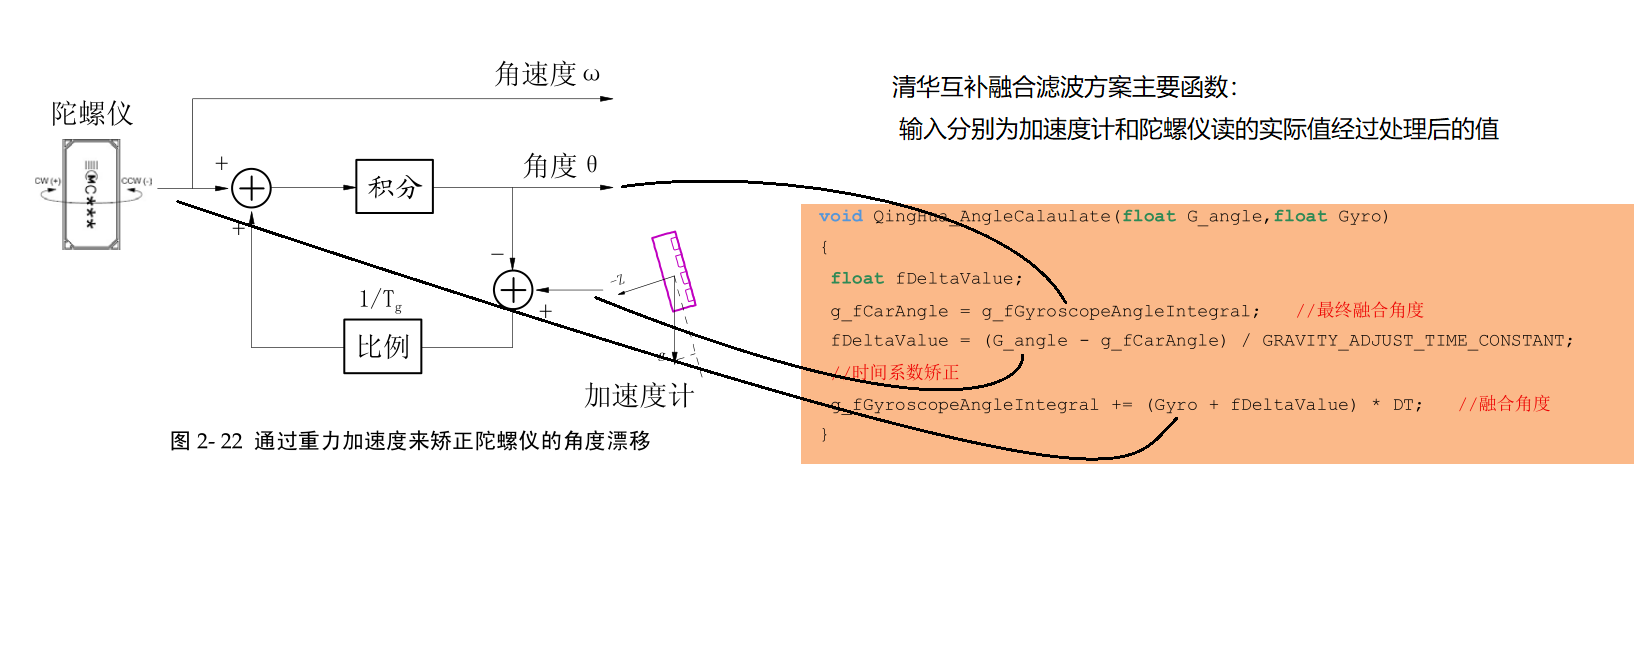 角速度 ω
陀螺仪
CW (+)
CCW (-)
MC***
+
+
积分
角度 θ
−
+
-Z
1/Tg
比例
加速度计
图 2- 22 通过重力加速度来矫正陀螺仪的角度漂移
清华互补融合滤波方案主要函数：
输入分别为加速度计和陀螺仪读的实际值经过处理后的值
void QingHua_AngleCalaulate(float G_angle,float Gyro)
{
float fDeltaValue;
g_fCarAngle = g_fGyroscopeAngleIntegral; //最终融合角度
fDeltaValue = (G_angle - g_fCarAngle) / GRAVITY_ADJUST_TIME_CONSTANT;
//时间系数矫正
g_fGyroscopeAngleIntegral += (Gyro + fDeltaValue) * DT; //融合角度
}